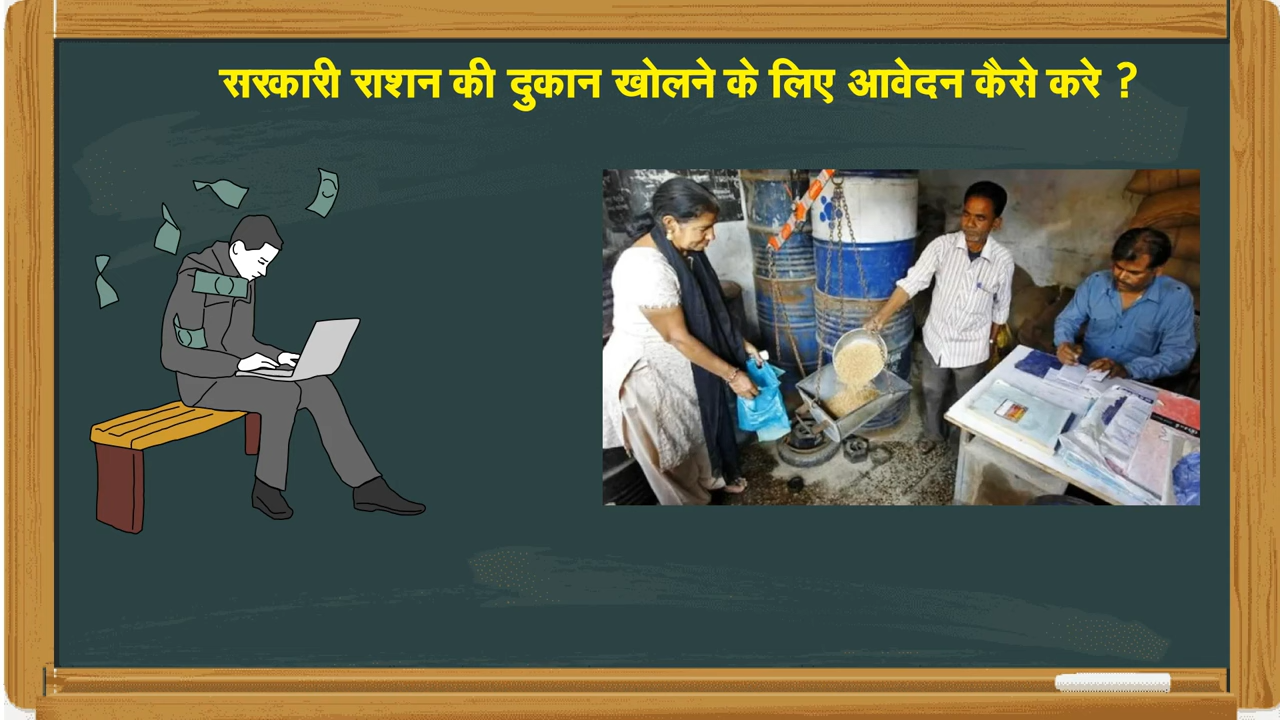 सरकारी राशन की दुकान खोलने के लिए आवेदन कैसे करे ?